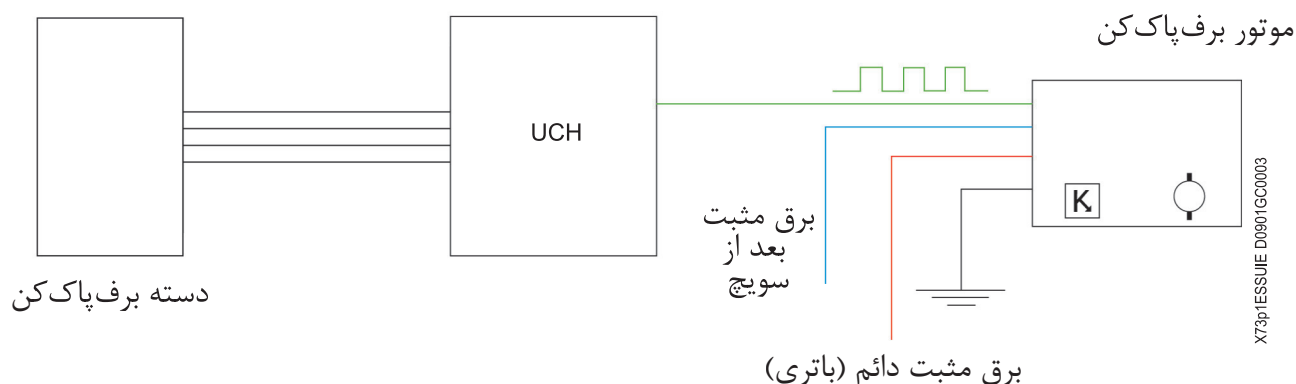 موتور برف‌پاک‌کن
UCH
K
برق مثبت
بعد از
سویچ
دسته برف‌پاک‌کن
برق مثبت دائم (باتری)
X73p1ESSUIE D0901GC0003